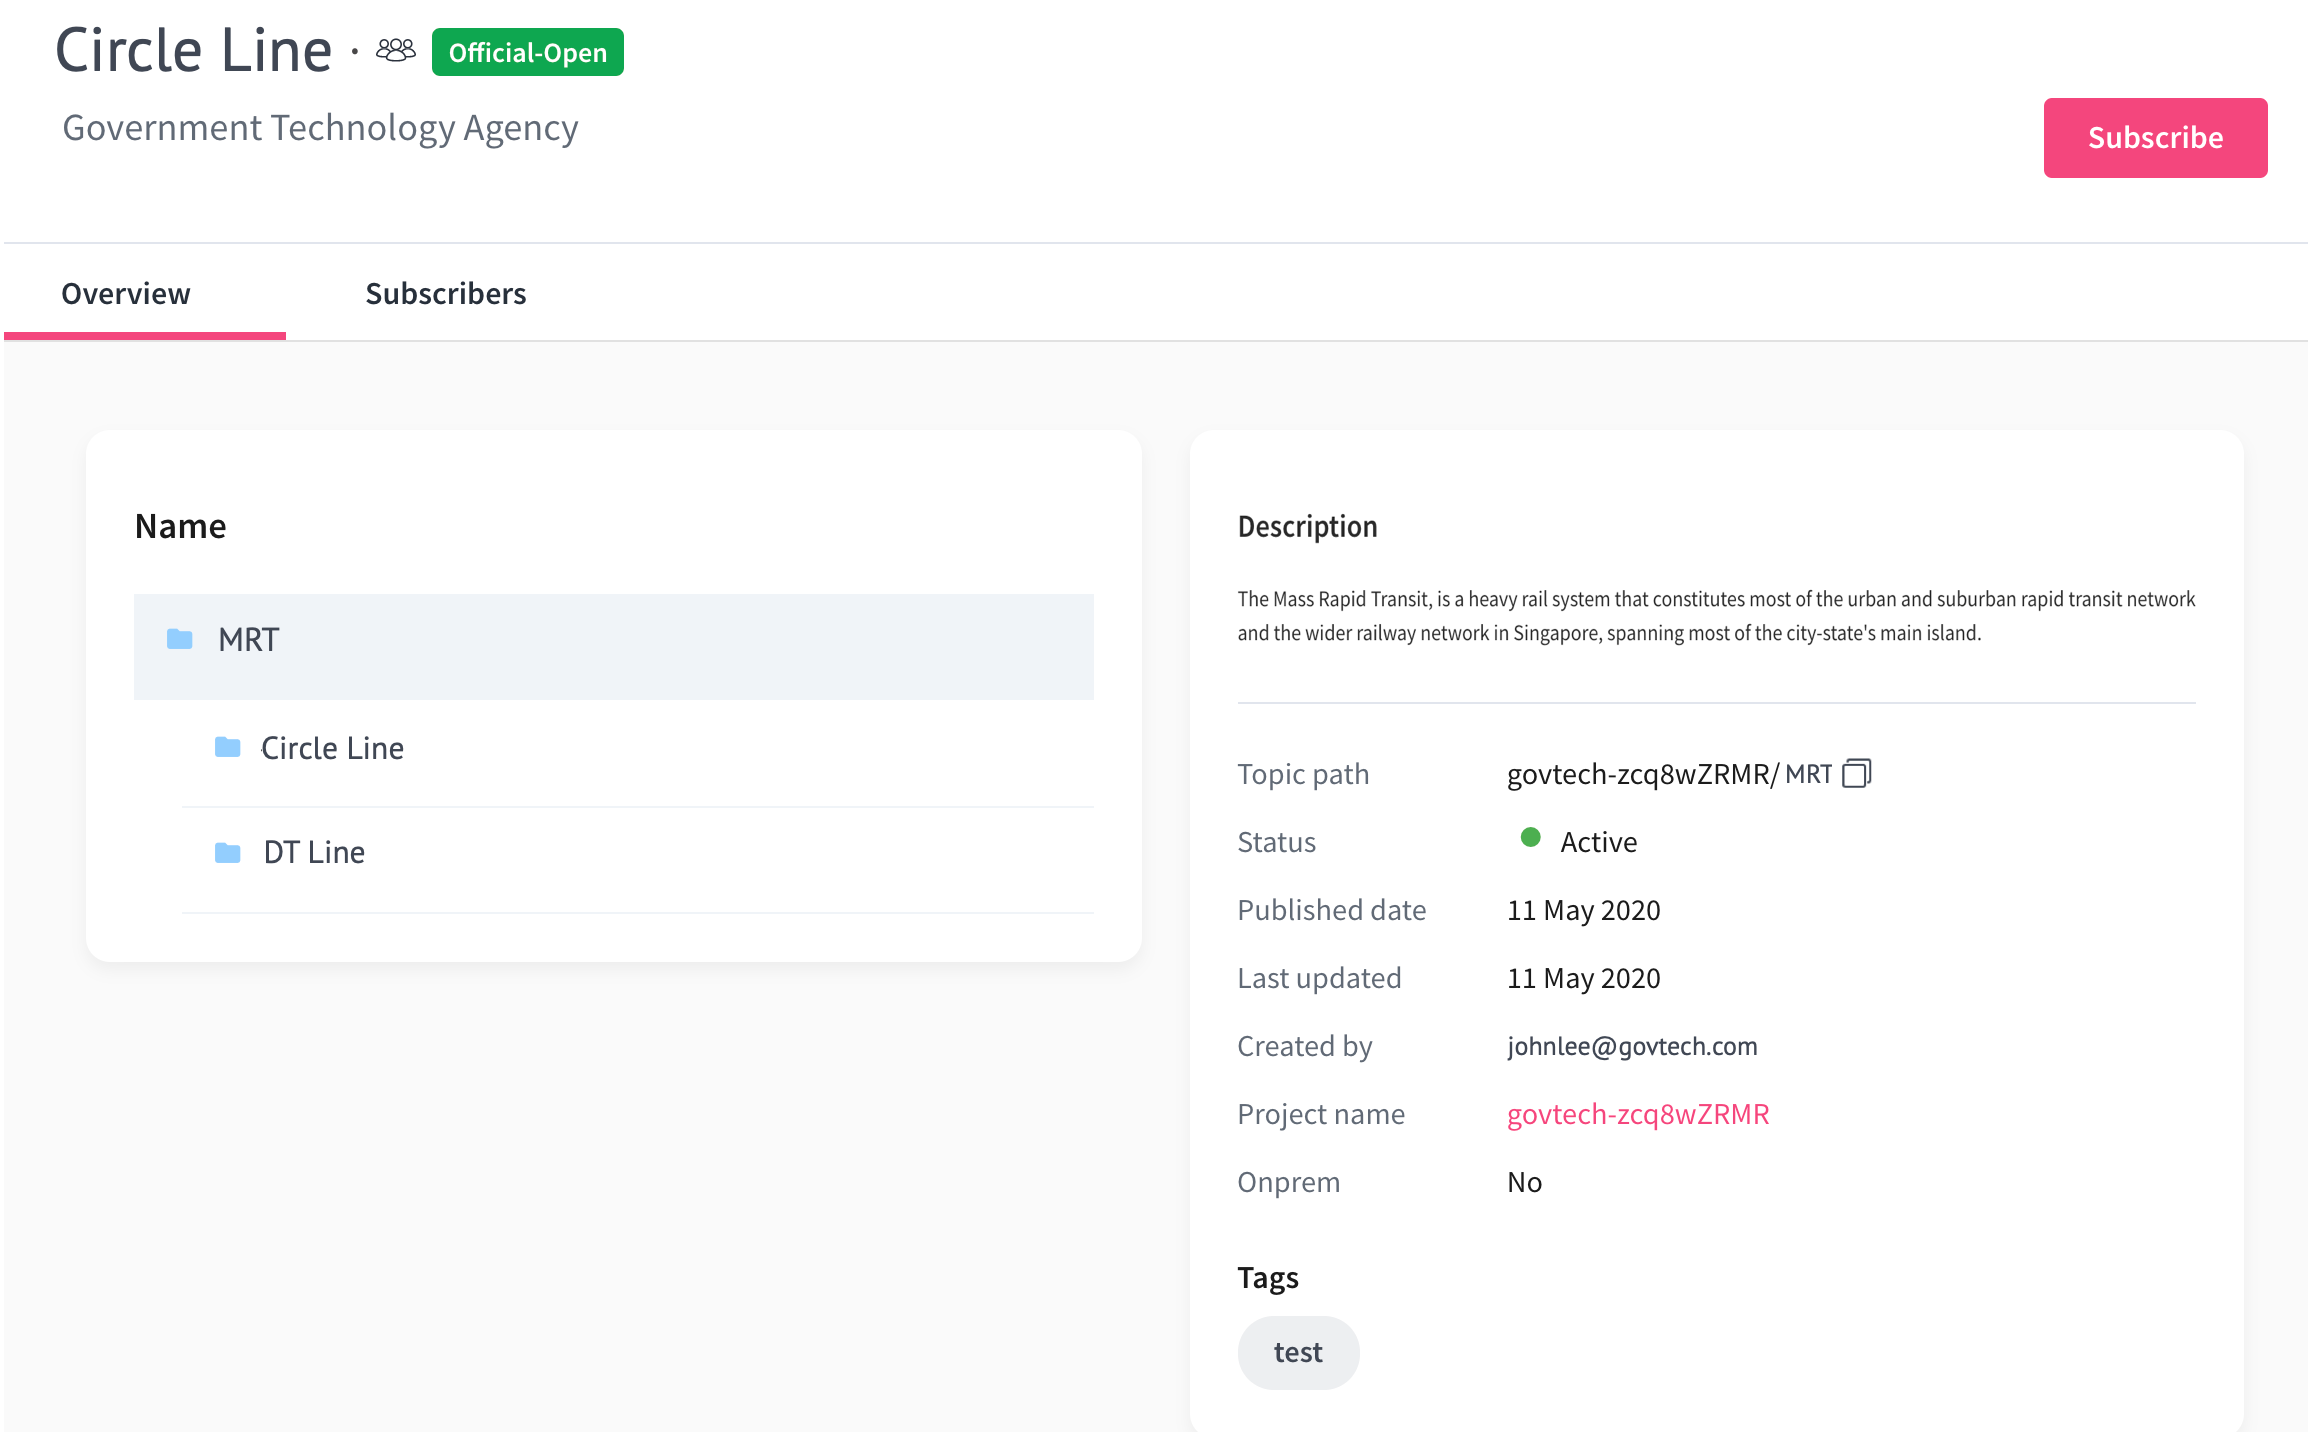 Circle Line · Official-Open
Government Technology Agency
Subscribe
Overview Subscribers
Name
MRT
Circle Line
DT Line
Description
The Mass Rapid Transit, is a heavy rail system that constitutes most of the urban and suburban rapid transit network
and the wider railway network in Singapore, spanning most of the city-state's main island.
Topic path govtech-zcq8wZRMR/ MRT
Status Active
Published date 11 May 2020
Last updated 11 May 2020
Created by johnlee@govtech.com
Project name govtech-zcq8wZRMR
Onprem No
Tags
test